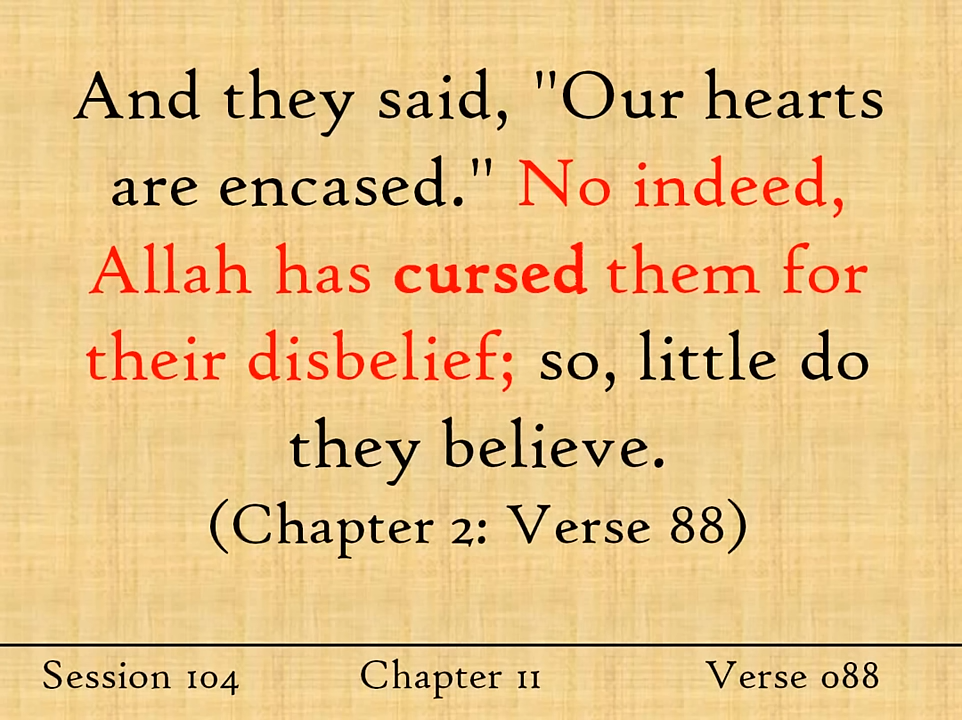 And they said, "Our hearts
are encased." No indeed,
Allah has cursed them for
their disbelief; so, little do
they believe.
(Chapter 2: Verse 88)
Session 104 Chapter 11 Verse 088